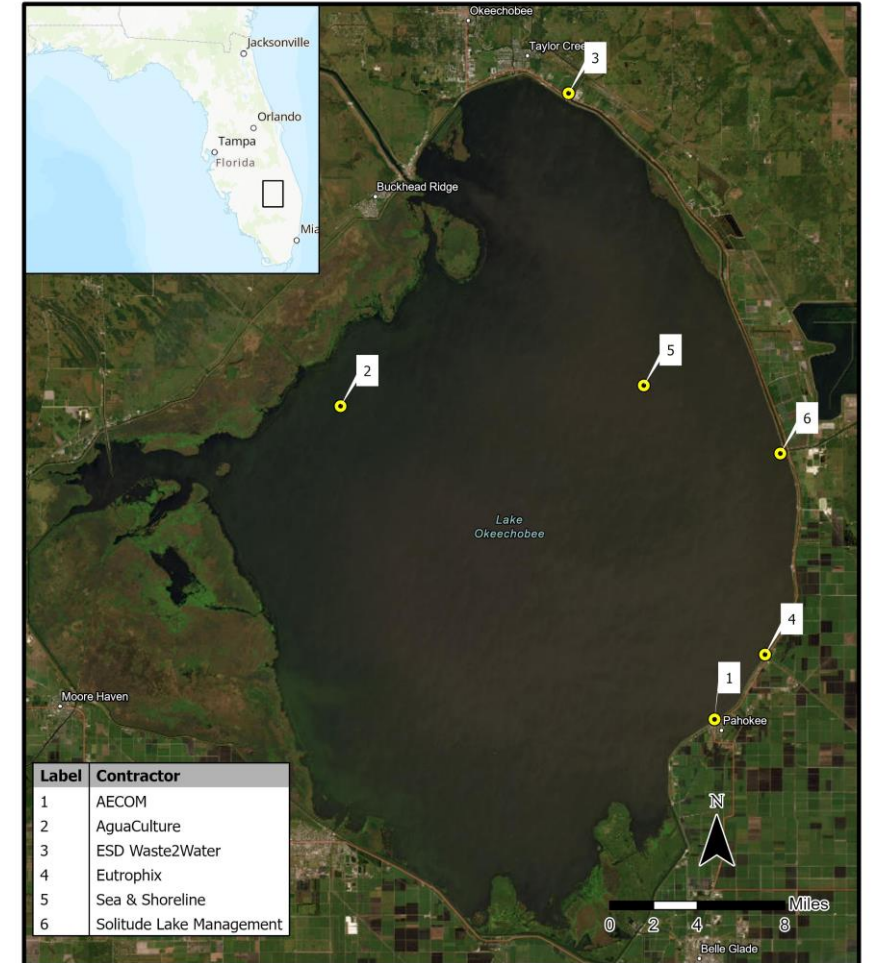 Jacksonville
Orlando
Tampa
Florida
Okeechobee
Taylor
3
Buckhead Ridge
2
5
6
Lake
Okeechobee
4
1
Moore Haven
Pahokee
Label Contractor
1 AECOM
2 AguaCulture
3 ESD Waste2Water
4 Eutrophix
5 Sea & Shoreline
6 Solitude Lake Management
N
Miles
0 2 4 8
Belle Glade